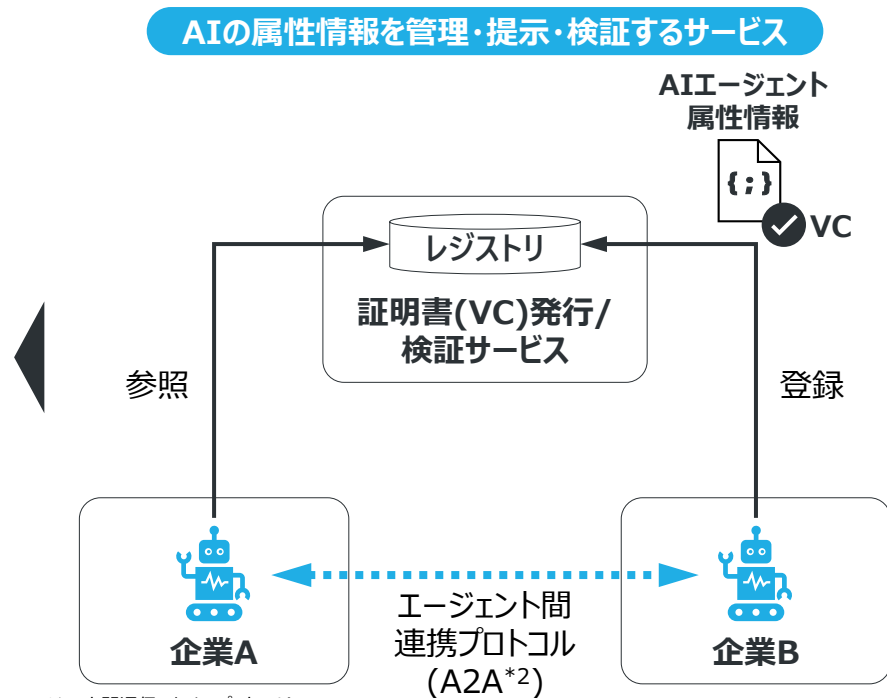 AIの属性情報を管理・提示・検証するサービス
AIエージェント
属性情報
{;}
VC
レジストリ
証明書(VC)発行/
検証サービス
参照
登録
エージェント間
連携プロトコル
(A2A*2)
企業A
企業B